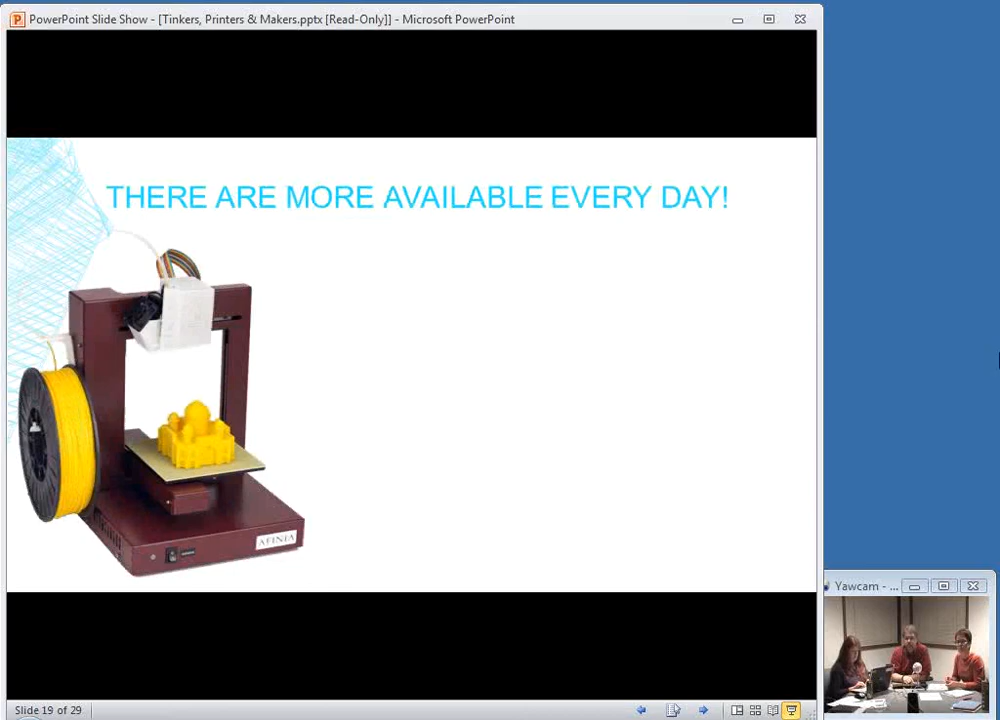 PowerPoint Slide Show - [Tinkers, Printers & Makers.pptx [Read-Only]] - Microsoft PowerPoint
THERE ARE MORE AVAILABLE EVERY DAY!
AFINIA
Yawcam - ...
Slide 19 of 29